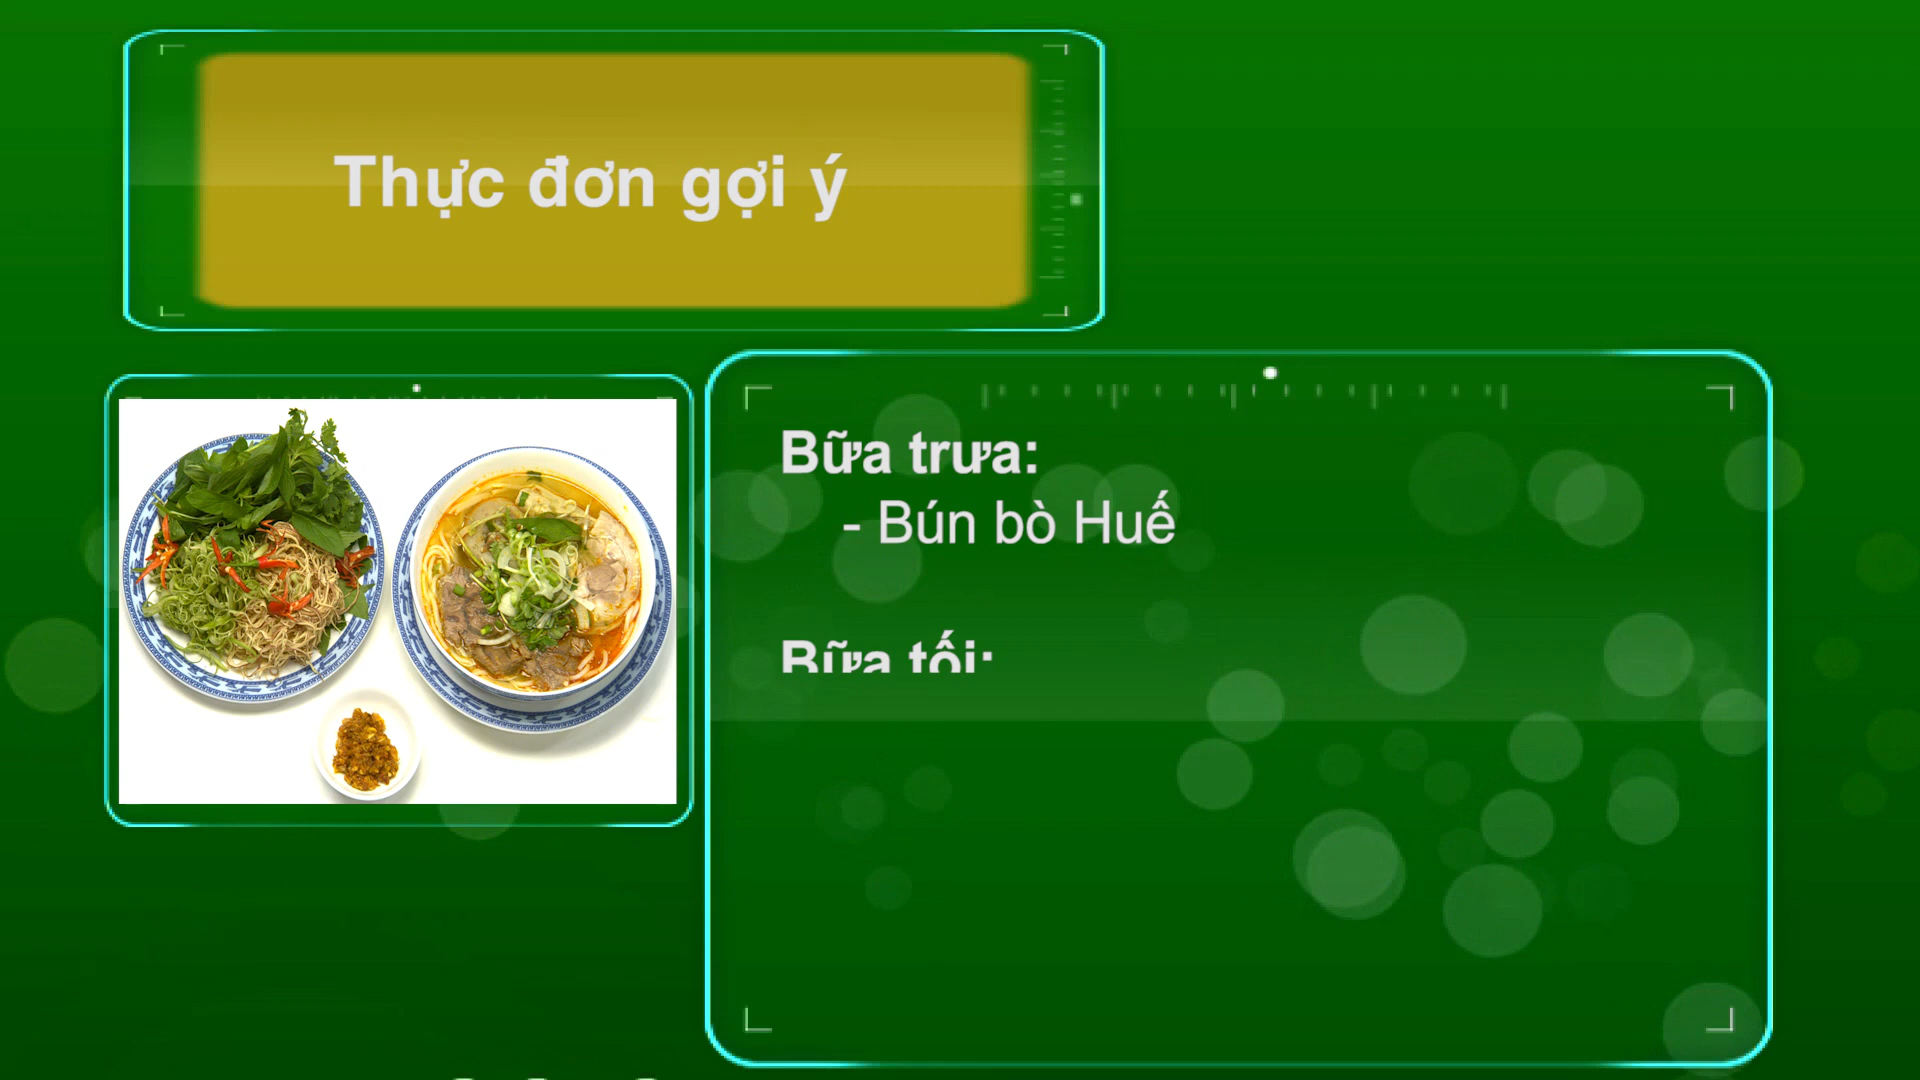 Thực đơn gợi ý
Bữa trưa:
- Bún bò Huế
Bữa tối: